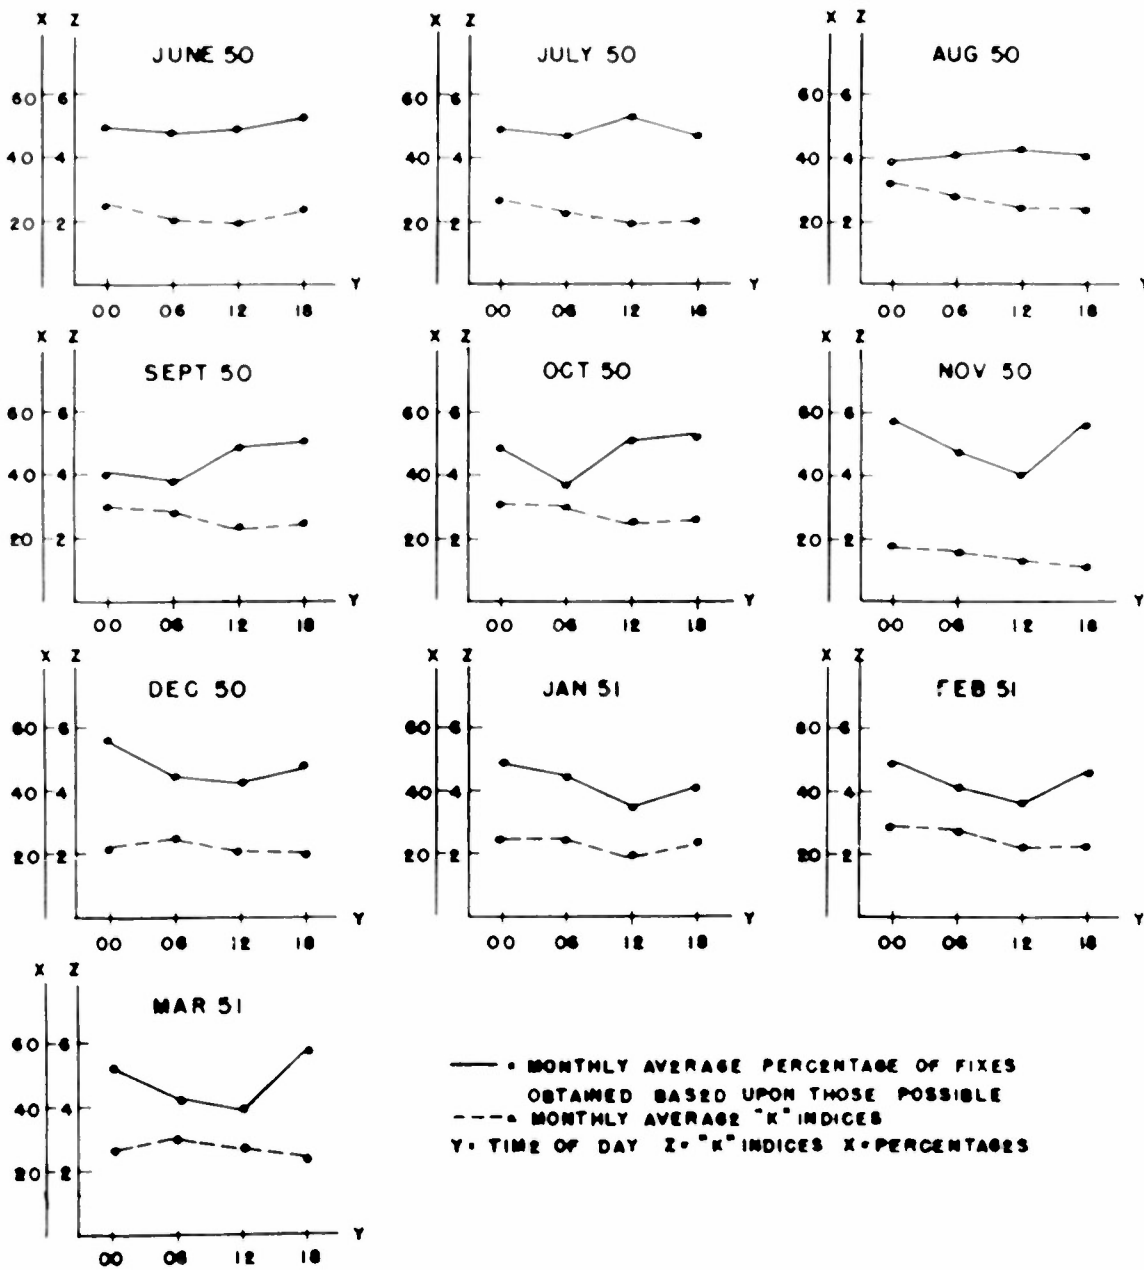 X Z X Z X Z
JUNE 50 JULY 50 AUG 50
60 6 60 6 60 6
40 4 40 4 40 4
20 2 20 2 20 2
Y Y Y
00 06 12 18 00 06 12 18 00 06 12 18
X Z X Z X Z
SEPT 50 OCT 50 NOV 50
60 6 60 6 60 6
40 4 40 4 40 4
20 2 20 2 20 2
Y Y Y
00 06 12 18 00 06 12 18 00 06 12 18
X Z X Z X Z
DEC 50 JAN 51 FEB 51
60 6 60 6 60 6
40 4 40 4 40 4
20 2 20 2 20 2
Y Y Y
00 06 12 18 00 06 12 18 00 06 12 18
X Z
MAR 51
60 6
40 4
20 2
Y
00 06 12 18
= MONTHLY AVERAGE PERCENTAGE OF FIXES
OBTAINED BASED UPON THOSE POSSIBLE
= MONTHLY AVERAGE "K" INDICES
Y= TIME OF DAY Z= "K" INDICES X=PERCENTAGES